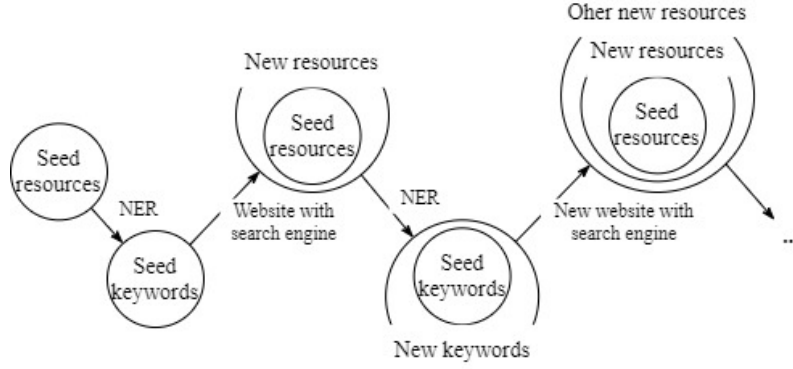 Oher new resources
New resources
New resources
Seed
resources
Seed
resources
Seed
resources
NER
Website with
search engine
NER
New website with
search engine
Seed
keywords
Seed
keywords
New keywords
..